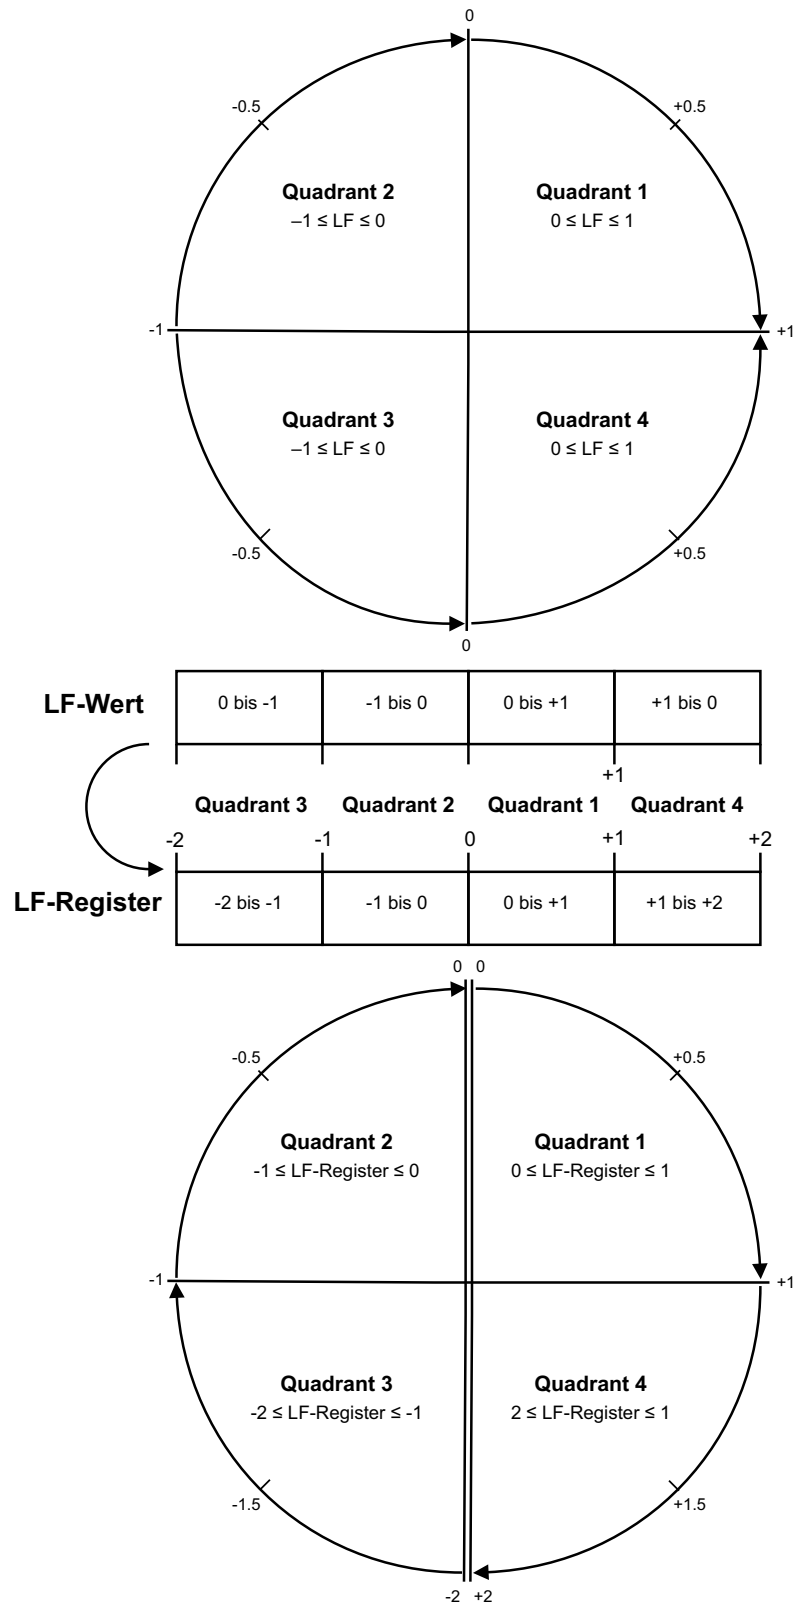 0
-0.5
+0.5
Quadrant 2
Quadrant 1
–1 ≤ LF ≤ 0
0 ≤ LF ≤ 1
-1
+1
Quadrant 3
Quadrant 4
–1 ≤ LF ≤ 0
0 ≤ LF ≤ 1
-0.5
+0.5
0
LF-Wert
0 bis -1
-1 bis 0
0 bis +1
+1 bis 0
+1
Quadrant 3
Quadrant 2
Quadrant 1
Quadrant 4
-2
-1
0
+1
+2
LF-Register
-2 bis -1
-1 bis 0
0 bis +1
+1 bis +2
0
0
-0.5
+0.5
Quadrant 2
Quadrant 1
-1 ≤ LF-Register ≤ 0
0 ≤ LF-Register ≤ 1
-1
+1
Quadrant 3
Quadrant 4
-2 ≤ LF-Register ≤ -1
2 ≤ LF-Register ≤ 1
-1.5
+1.5
-2
+2